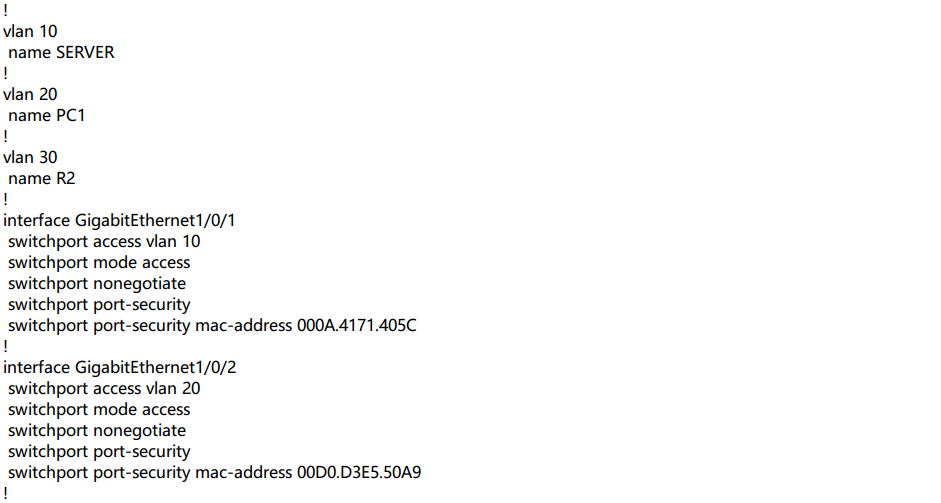 !
vlan 10
 name SERVER
!
vlan 20
 name PC1
!
vlan 30
 name R2
!
interface GigabitEthernet1/0/1
 switchport access vlan 10
 switchport mode access
 switchport nonegotiate
 switchport port-security
 switchport port-security mac-address 000A.4171.405C
!
interface GigabitEthernet1/0/2
 switchport access vlan 20
 switchport mode access
 switchport nonegotiate
 switchport port-security
 switchport port-security mac-address 00D0.D3E5.50A9
!